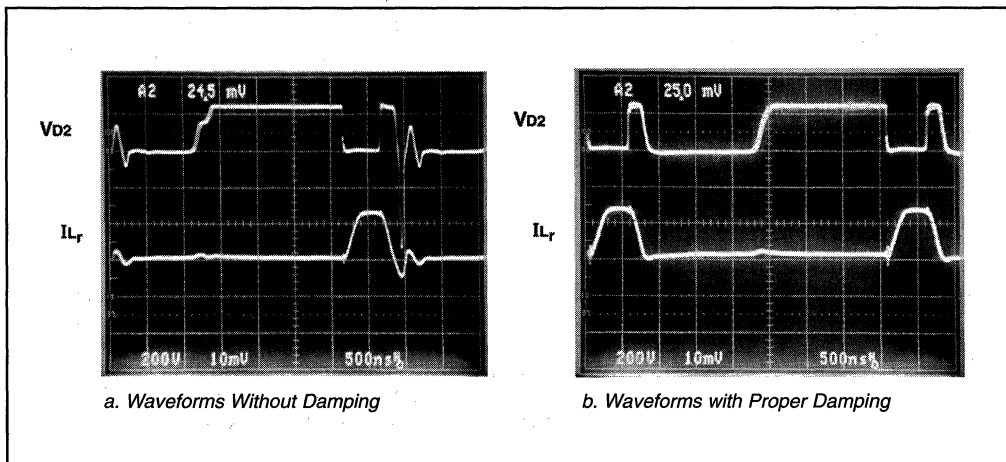 A2 24.5 mV
VD2
ILr
200V 10mV 500ns
a. Waveforms Without Damping
A2 25.0 mV
VD2
ILr
200V 10mV 500ns
b. Waveforms with Proper Damping